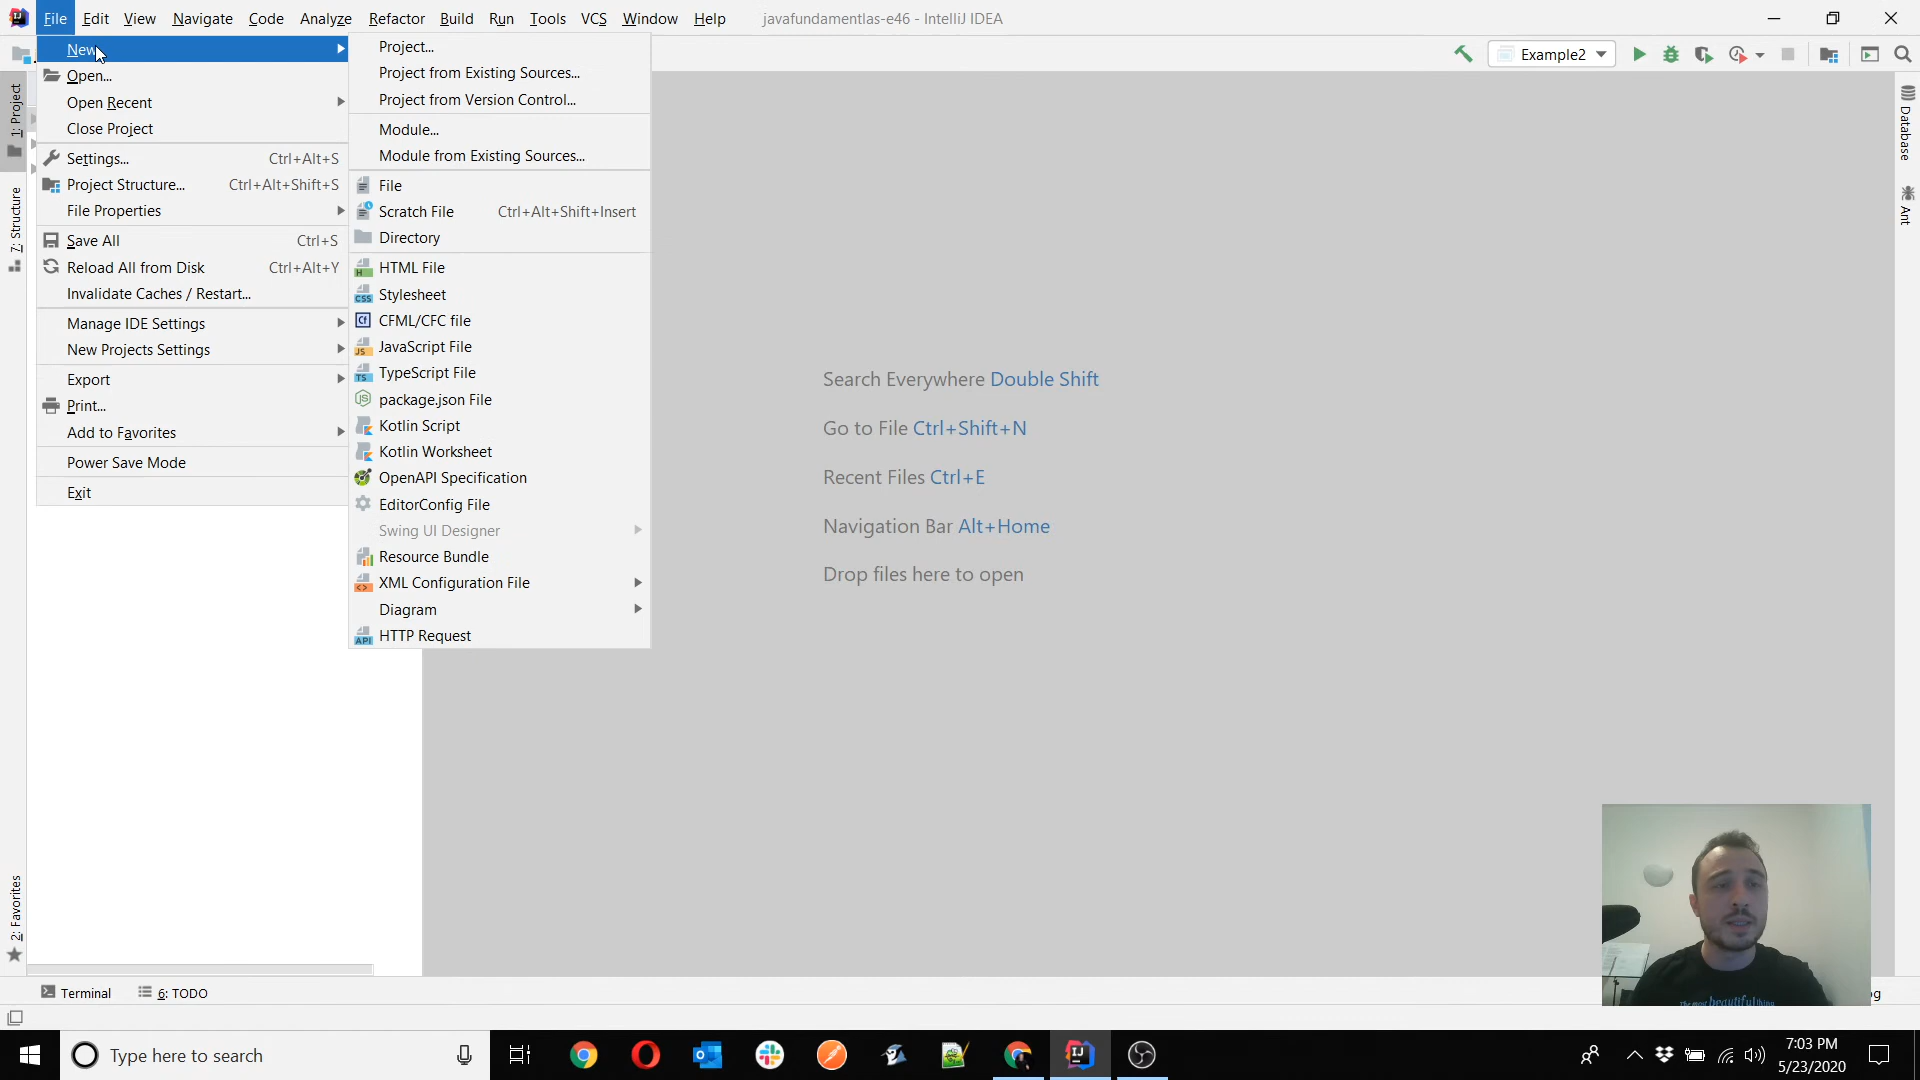 File Edit View Navigate Code Analyze Refactor Build Run Tools VCS Window Help javafundamentlas-e46 - IntelliJ IDEA
Example2
New
Open...
Open Recent
Close Project
Settings... Ctrl+Alt+S
Project Structure... Ctrl+Alt+Shift+S
File Properties
Save All Ctrl+S
Reload All from Disk Ctrl+Alt+Y
Invalidate Caches / Restart...
Manage IDE Settings
New Projects Settings
Export
Print...
Add to Favorites
Power Save Mode
Exit
Project...
Project from Existing Sources...
Project from Version Control...
Module...
Module from Existing Sources...
File
Scratch File Ctrl+Alt+Shift+Insert
Directory
HTML File
Stylesheet
CFML/CFC file
JavaScript File
TypeScript File
package.json File
Kotlin Script
Kotlin Worksheet
OpenAPI Specification
EditorConfig File
Swing UI Designer
Resource Bundle
XML Configuration File
Diagram
HTTP Request
1: Project
7: Structure
2: Favorites
Search Everywhere Double Shift
Go to File Ctrl+Shift+N
Recent Files Ctrl+E
Navigation Bar Alt+Home
Drop files here to open
Database
Ant
The most beautiful thing
Terminal 6: TODO
Type here to search
7:03 PM
5/23/2020